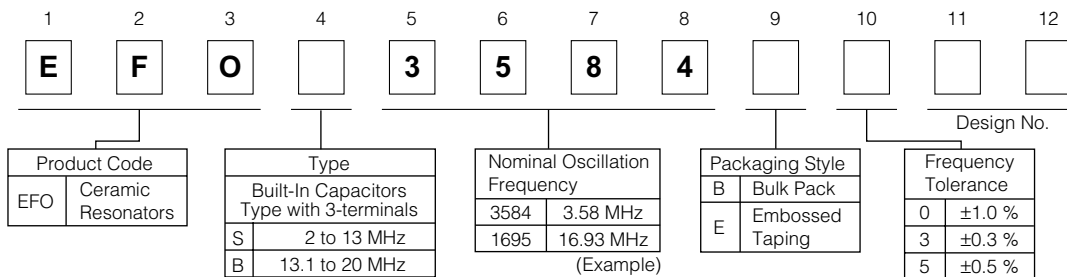 1 2 3 4 5 6 7 8 9 10 11 12
E F O 3 5 8 4
Design No.
Product Code
EFO Ceramic Resonators
Type
Built-In Capacitors
Type with 3-terminals
S 2 to 13 MHz
B 13.1 to 20 MHz
Nominal Oscillation
Frequency
3584 3.58 MHz
1695 16.93 MHz
(Example)
Packaging Style
B Bulk Pack
E Embossed Taping
Frequency
Tolerance
0 ±1.0 %
3 ±0.3 %
5 ±0.5 %